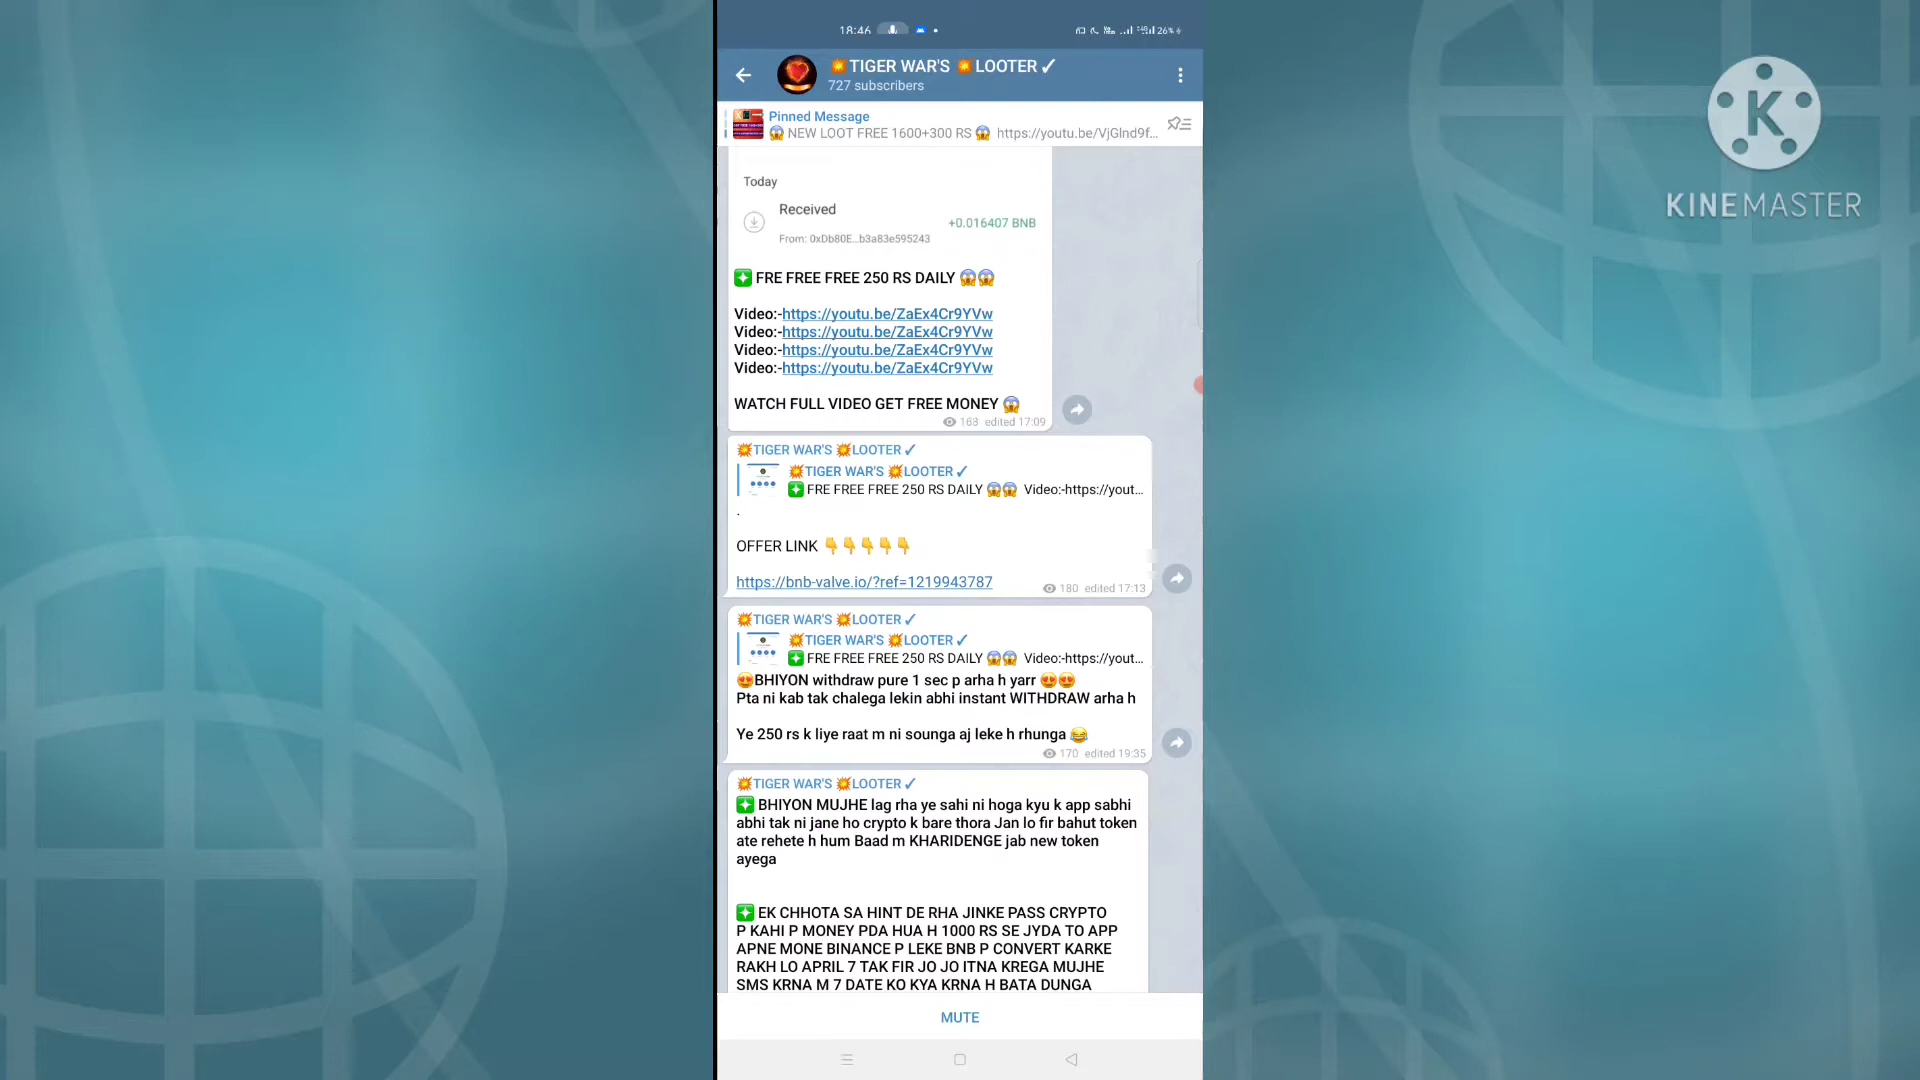 18:46
26%
💥TIGER WAR'S 💥LOOTER ✓
727 subscribers
Pinned Message
😱 NEW LOOT FREE 1600+300 RS 😱 https://youtu.be/VjGlnd9f...
KINEMASTER
Today
Received
+0.016407 BNB
From: 0xDb80E...b3a83e595243
FRE FREE FREE 250 RS DAILY 😱😱
Video:-https://youtu.be/ZaEx4Cr9YVw
Video:-https://youtu.be/ZaEx4Cr9YVw
Video:-https://youtu.be/ZaEx4Cr9YVw
Video:-https://youtu.be/ZaEx4Cr9YVw
WATCH FULL VIDEO GET FREE MONEY 😱
163 edited 17:09
💥TIGER WAR'S 💥LOOTER ✓
💥TIGER WAR'S 💥LOOTER ✓
FRE FREE FREE 250 RS DAILY 😱😱 Video:-https://yout...
.
OFFER LINK 👇👇👇👇👇
https://bnb-valve.io/?ref=1219943787
180 edited 17:13
💥TIGER WAR'S 💥LOOTER ✓
💥TIGER WAR'S 💥LOOTER ✓
FRE FREE FREE 250 RS DAILY 😱😱 Video:-https://yout...
😍BHIYON withdraw pure 1 sec p arha h yarr 😍😍
Pta ni kab tak chalega lekin abhi instant WITHDRAW arha h
Ye 250 rs k liye raat m ni sounga aj leke h rhunga 😂
170 edited 19:35
💥TIGER WAR'S 💥LOOTER ✓
BHIYON MUJHE lag rha ye sahi ni hoga kyu k app sabhi
abhi tak ni jane ho crypto k bare thora Jan lo fir bahut token
ate rehete h hum Baad m KHARIDENGE jab new token
ayega
EK CHHOTA SA HINT DE RHA JINKE PASS CRYPTO
P KAHI P MONEY PDA HUA H 1000 RS SE JYDA TO APP
APNE MONE BINANCE P LEKE BNB P CONVERT KARKE
RAKH LO APRIL 7 TAK FIR JO JO ITNA KREGA MUJHE
SMS KRNA M 7 DATE KO KYA KRNA H BATA DUNGA
MUTE